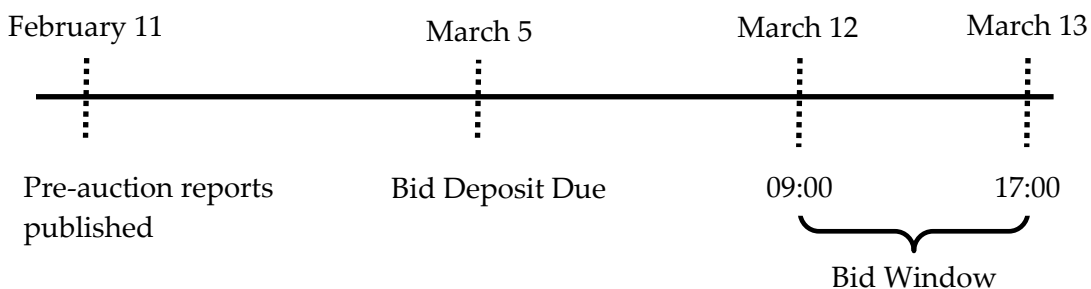 February 11
March 5
March 12
March 13
Pre-auction reports
published
Bid Deposit Due
09:00
17:00
Bid Window